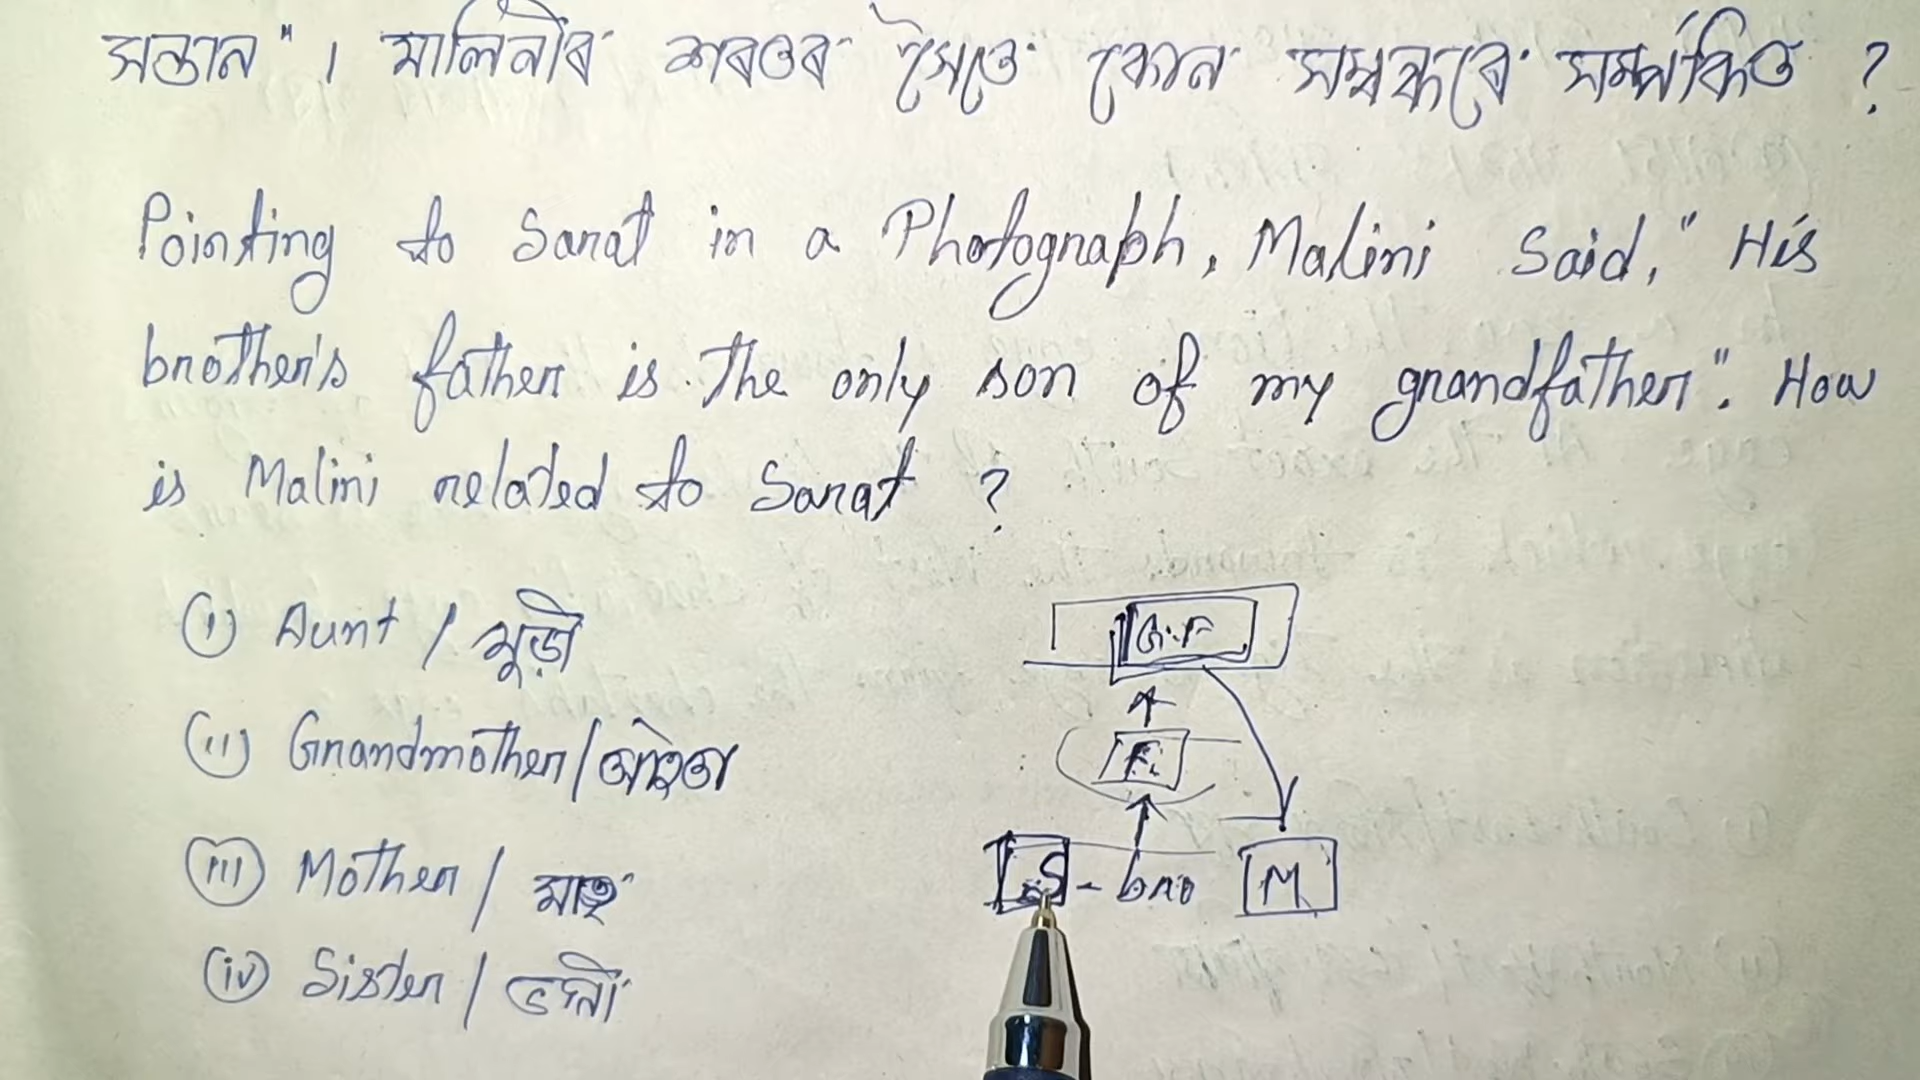 সন্তান" । মালিনীৰ শৰতৰ সৈতে কোন সম্বন্ধৰে সম্পৰ্কিত ?
Pointing to Sarat in a Photograph, Malini Said, " His
brother's father is the only son of my grandfather". How
is Malini related to Sarat ?
(i) Aunt / খুড়ী
(ii) Grandmother / আইতা
(iii) Mother / মাতৃ
(iv) Sister / ভগ্নী
G.F
F.
S - bro M